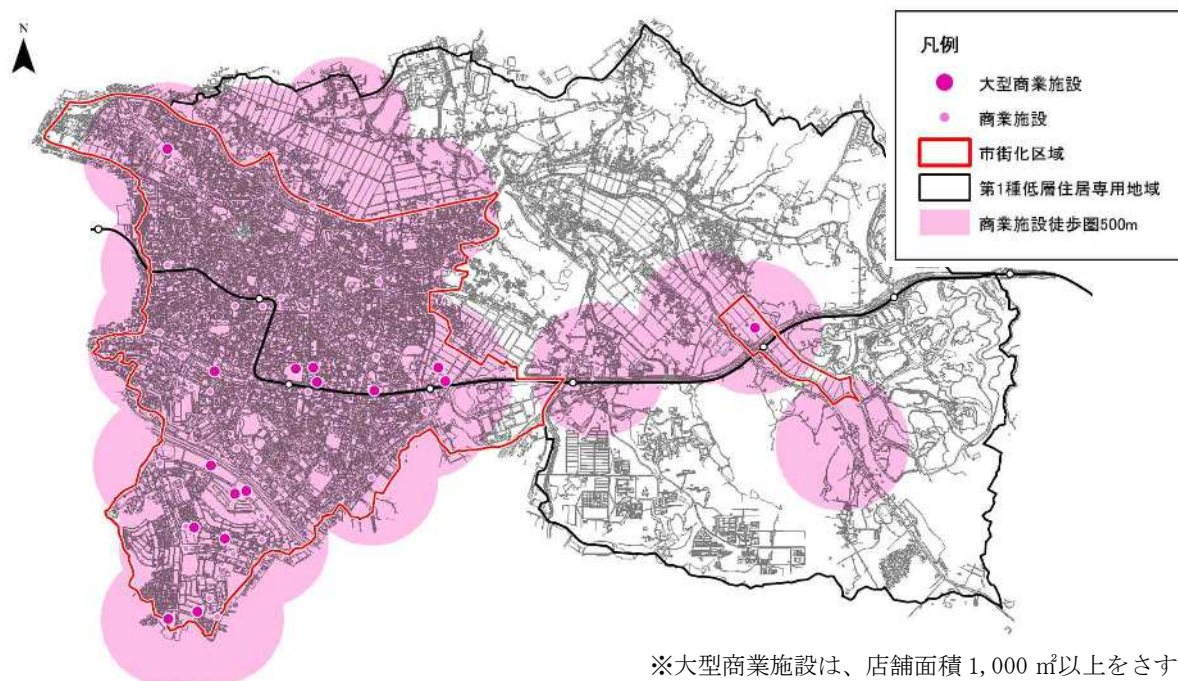 N
凡例
大型商業施設
商業施設
市街化区域
第1種低層住居専用地域
商業施設徒歩圏500m
※大型商業施設は、店舗面積 1,000 ㎡以上をさす